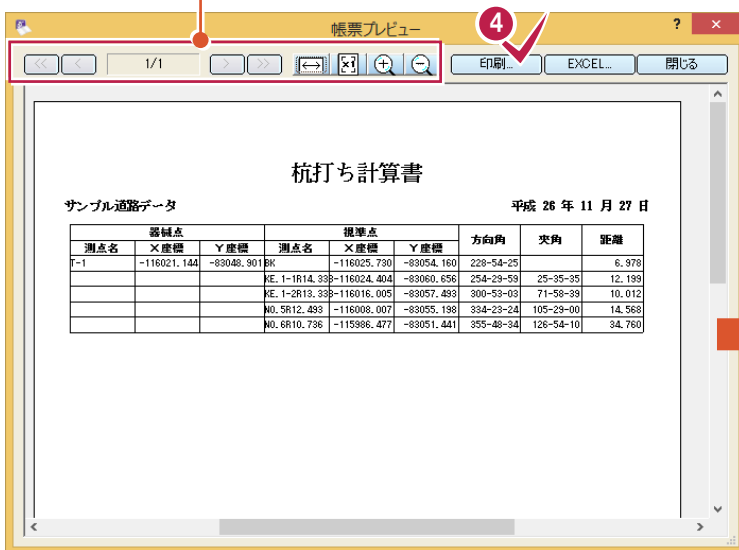 帳票プレビュー ? ×
4
<< < 1/1 > >> 印刷... EXCEL... 閉じる
杭打ち計算書
サンプル道路データ 平成 26 年 11 月 27 日
器械点 視準点 方向角 夾角 距離
測点名 X座標 Y座標 測点名 X座標 Y座標
T-1 -116021.144 -83048.901 BK -116025.730 -83054.160 228-54-25 6.978
KE.1-1R14.338 -116024.404 -83060.656 254-29-59 25-35-35 12.199
KE.1-2R13.338 -116016.005 -83057.493 300-53-03 71-58-39 10.012
NO.5R12.493 -116008.007 -83055.198 334-23-24 105-29-00 14.568
NO.6R10.736 -115986.477 -83051.441 355-48-34 126-54-10 34.760